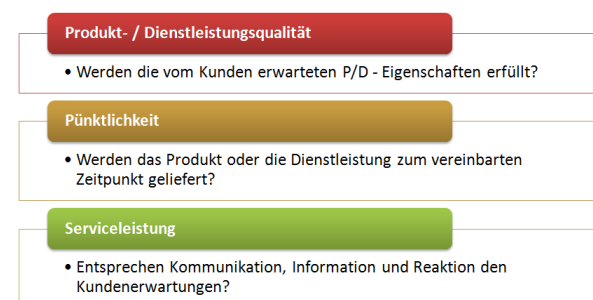 Produkt- / Dienstleistungsqualität
• Werden die vom Kunden erwarteten P/D - Eigenschaften erfüllt?
Pünktlichkeit
• Werden das Produkt oder die Dienstleistung zum vereinbarten
Zeitpunkt geliefert?
Serviceleistung
• Entsprechen Kommunikation, Information und Reaktion den
Kundenerwartungen?